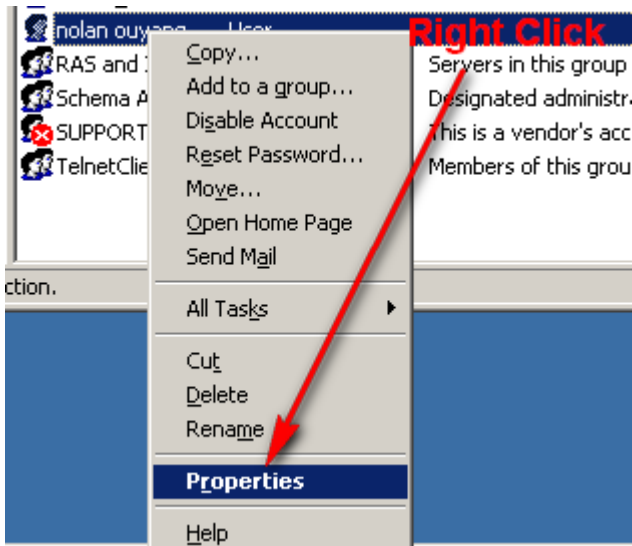 nolan ouyang User Right Click
RAS and Servers in this group
Schema A Designated administra
SUPPORT This is a vendor's acc
TelnetClie Members of this grou
Copy...
Add to a group...
Disable Account
Reset Password...
Move...
Open Home Page
Send Mail
ction.
All Tasks
Cut
Delete
Rename
Properties
Help